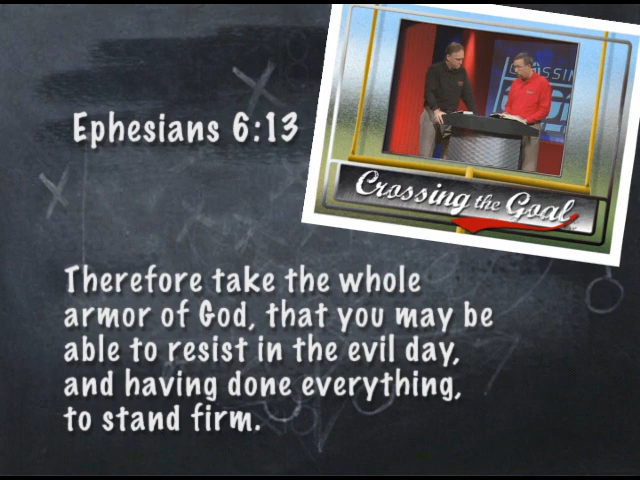 Ephesians 6:13
Crossing the Goal
Therefore take the whole
armor of God, that you may be
able to resist in the evil day,
and having done everything,
to stand firm.